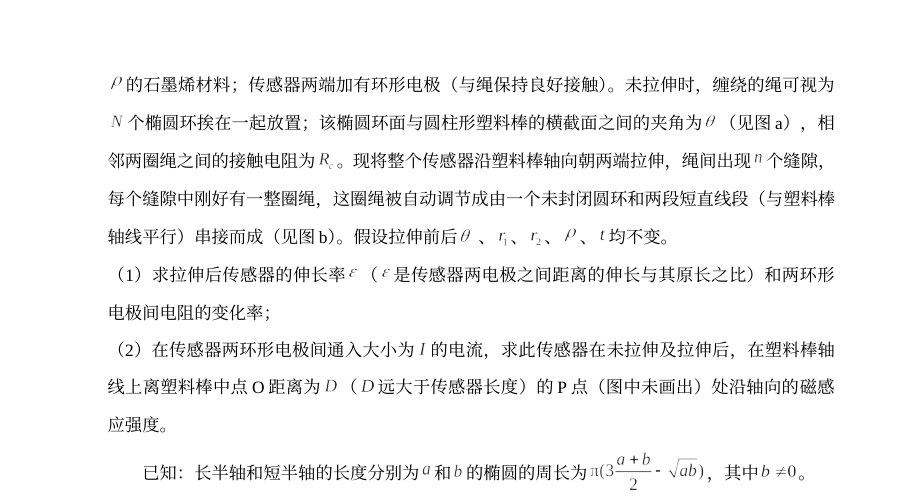 ρ的石墨烯材料；传感器两端加有环形电极（与绳保持良好接触）。未拉伸时，缠绕的绳可视为
N 个椭圆环挨在一起放置；该椭圆环面与圆柱形塑料棒的横截面之间的夹角为θ（见图 a），相
邻两圈绳之间的接触电阻为 R_c。现将整个传感器沿塑料棒轴向朝两端拉伸，绳间出现 n 个缝隙，
每个缝隙中刚好有一整圈绳，这圈绳被自动调节成由一个未封闭圆环和两段短直线段（与塑料棒
轴线平行）串接而成（见图 b）。假设拉伸前后θ 、r₁、r₂、ρ、t 均不变。
（1）求拉伸后传感器的伸长率ε（ε是传感器两电极之间距离的伸长与其原长之比）和两环形
电极间电阻的变化率；
（2）在传感器两环形电极间通入大小为 I 的电流，求此传感器在未拉伸及拉伸后，在塑料棒轴
线上离塑料棒中点 O 距离为 D（D 远大于传感器长度）的 P 点（图中未画出）处沿轴向的磁感
应强度。
已知：长半轴和短半轴的长度分别为 a 和 b 的椭圆的周长为 π(3 (a+b)/2 - √(ab))，其中 b ≠0。